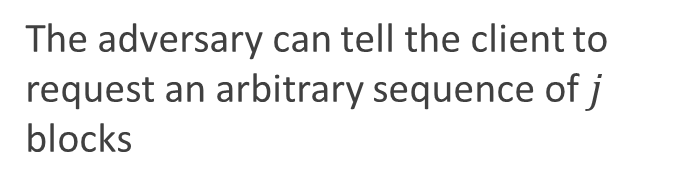 The adversary can tell the client to
request an arbitrary sequence of j
blocks